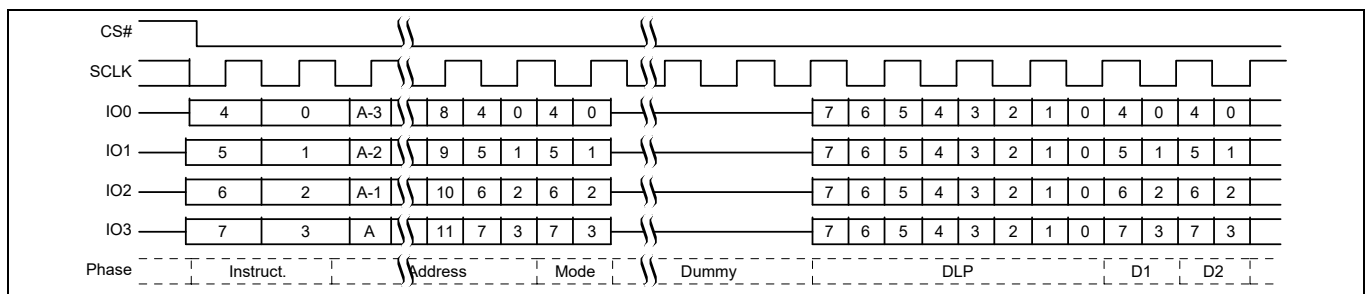 CS#
SCLK
IO0 4 0 A-3 8 4 0 4 0 7 6 5 4 3 2 1 0 4 0 4 0
IO1 5 1 A-2 9 5 1 5 1 7 6 5 4 3 2 1 0 5 1 5 1
IO2 6 2 A-1 10 6 2 6 2 7 6 5 4 3 2 1 0 6 2 6 2
IO3 7 3 A 11 7 3 7 3 7 6 5 4 3 2 1 0 7 3 7 3
Phase Instruct. Address Mode Dummy DLP D1 D2